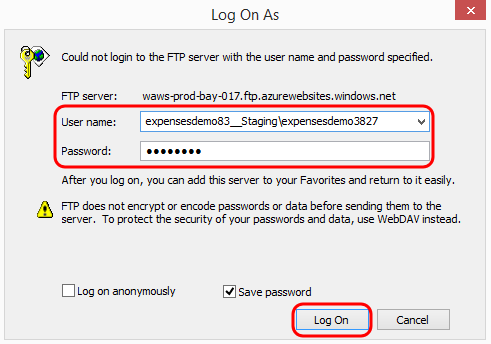 Log On As
Could not login to the FTP server with the user name and password specified.
FTP server: waws-prod-bay-017.ftp.azurewebsites.windows.net
User name: expensesdemo83__Staging\expensesdemo3827
Password: ●●●●●●●●
After you log on, you can add this server to your Favorites and return to it easily.
FTP does not encrypt or encode passwords or data before sending them to the
server. To protect the security of your passwords and data, use WebDAV instead.
Log on anonymously Save password
Log On Cancel